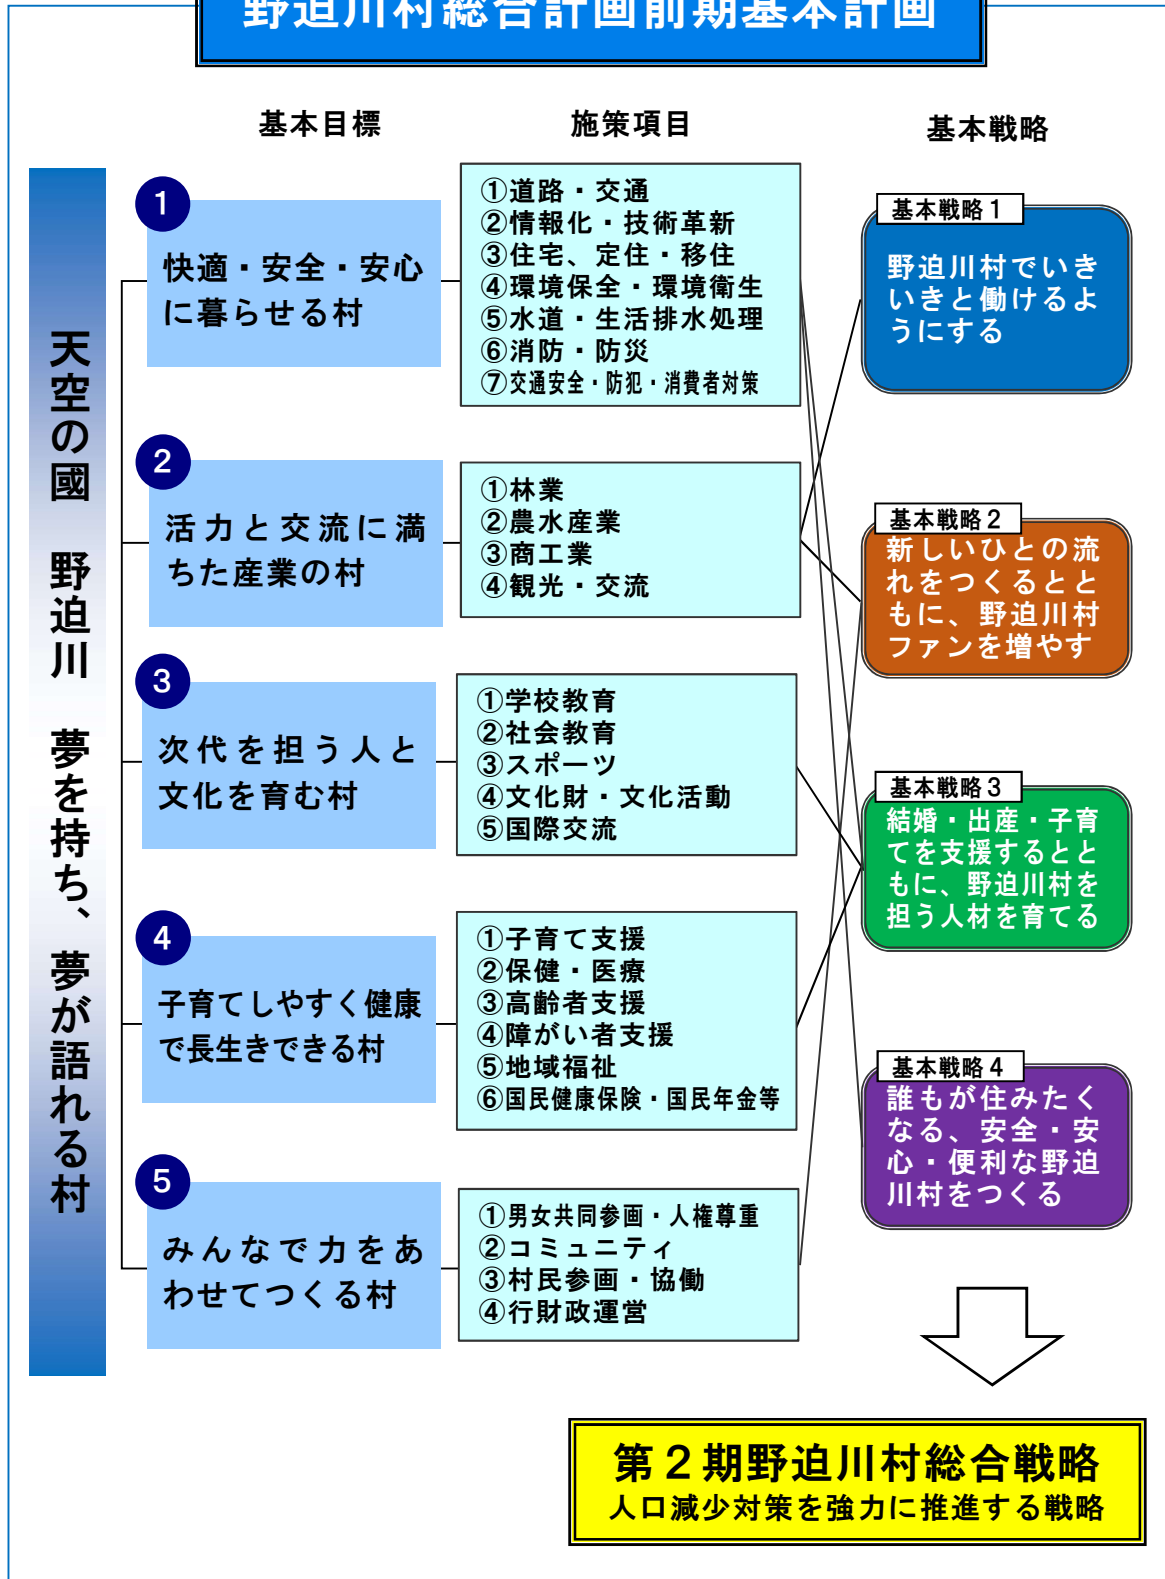 野迫川村総合計画前期基本計画
基本目標
施策項目
基本戦略
天空の國　野迫川　夢を持ち、夢が語れる村
1
快適・安全・安心
に暮らせる村
①道路・交通
②情報化・技術革新
③住宅、定住・移住
④環境保全・環境衛生
⑤水道・生活排水処理
⑥消防・防災
⑦交通安全・防犯・消費者対策
2
活力と交流に満
ちた産業の村
①林業
②農水産業
③商工業
④観光・交流
3
次代を担う人と
文化を育む村
①学校教育
②社会教育
③スポーツ
④文化財・文化活動
⑤国際交流
4
子育てしやすく健康
で長生きできる村
①子育て支援
②保健・医療
③高齢者支援
④障がい者支援
⑤地域福祉
⑥国民健康保険・国民年金等
5
みんなで力をあ
わせてつくる村
①男女共同参画・人権尊重
②コミュニティ
③村民参画・協働
④行財政運営
基本戦略１
野迫川村でいき
いきと働けるよ
うにする
基本戦略２
新しいひとの流
れをつくるとと
もに、野迫川村
ファンを増やす
基本戦略３
結婚・出産・子育
てを支援するとと
もに、野迫川村を
担う人材を育てる
基本戦略４
誰もが住みたく
なる、安全・安
心・便利な野迫
川村をつくる
第２期野迫川村総合戦略
人口減少対策を強力に推進する戦略